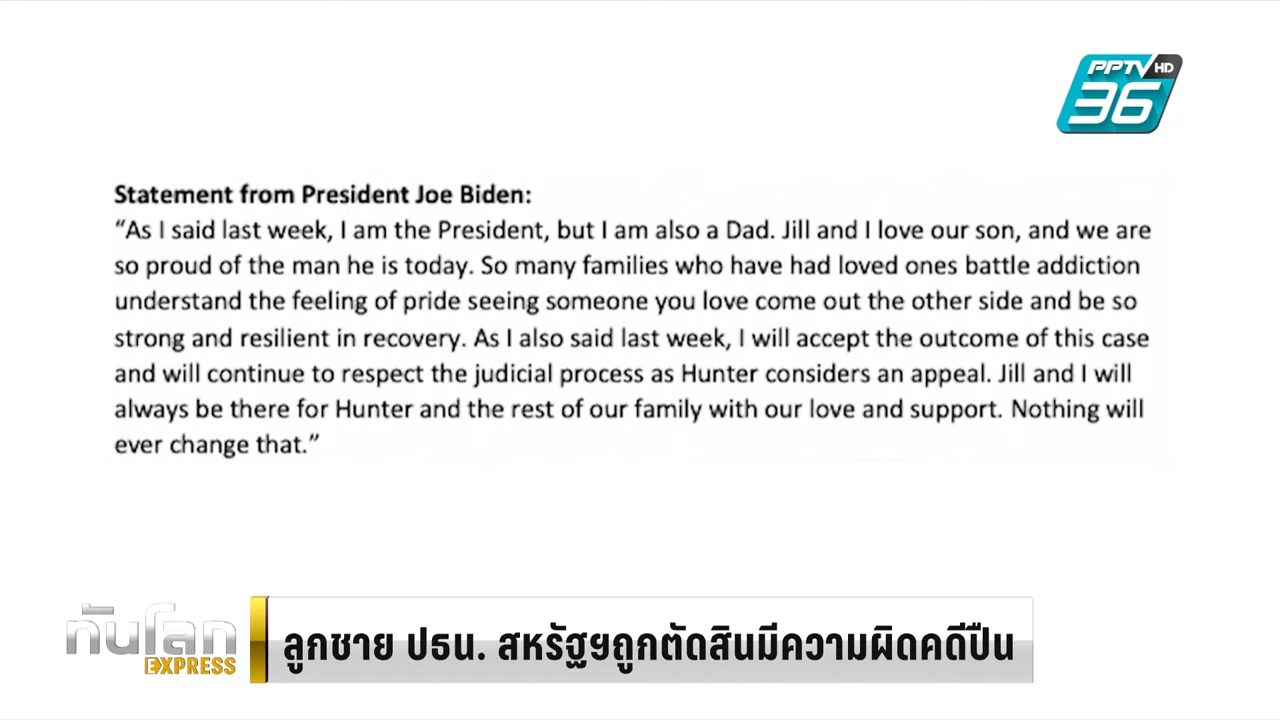 PPTV HD
36
Statement from President Joe Biden:
“As I said last week, I am the President, but I am also a Dad. Jill and I love our son, and we are
so proud of the man he is today. So many families who have had loved ones battle addiction
understand the feeling of pride seeing someone you love come out the other side and be so
strong and resilient in recovery. As I also said last week, I will accept the outcome of this case
and will continue to respect the judicial process as Hunter considers an appeal. Jill and I will
always be there for Hunter and the rest of our family with our love and support. Nothing will
ever change that.”
ทันโลก
EXPRESS
ลูกชาย ปธน. สหรัฐฯถูกตัดสินมีความผิดคดีปืน